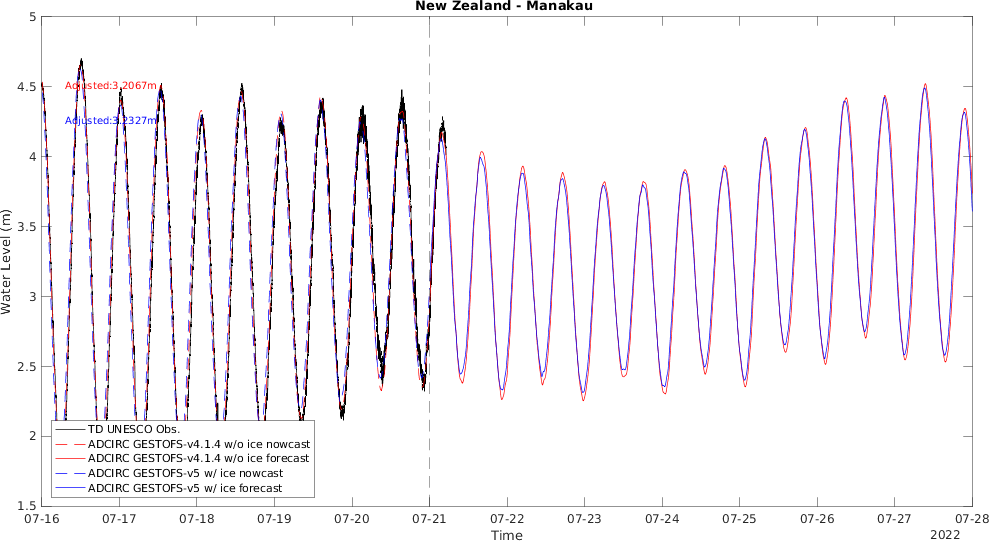 New Zealand - Manakau
5
4.5
4
3.5
3
2.5
2
1.5
Water Level (m)
Adjusted:3.2067m
Adjusted:3.2327m
TD UNESCO Obs.
ADCIRC GESTOFS-v4.1.4 w/o ice nowcast
ADCIRC GESTOFS-v4.1.4 w/o ice forecast
ADCIRC GESTOFS-v5 w/ ice nowcast
ADCIRC GESTOFS-v5 w/ ice forecast
07-16 07-17 07-18 07-19 07-20 07-21 07-22 07-23 07-24 07-25 07-26 07-27 07-28
Time
2022